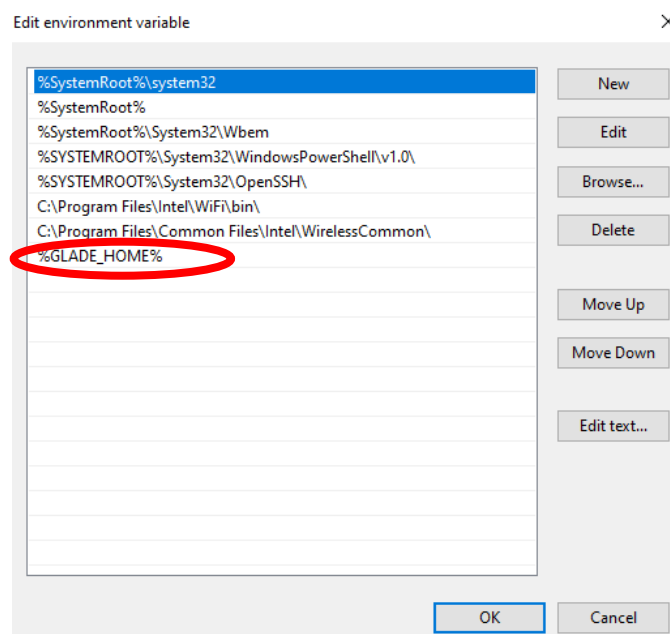 Edit environment variable
%SystemRoot%\system32
%SystemRoot%
%SystemRoot%\System32\Wbem
%SYSTEMROOT%\System32\WindowsPowerShell\v1.0\
%SYSTEMROOT%\System32\OpenSSH\
C:\Program Files\Intel\WiFi\bin\
C:\Program Files\Common Files\Intel\WirelessCommon\
%GLADE_HOME%
New
Edit
Browse...
Delete
Move Up
Move Down
Edit text...
OK
Cancel